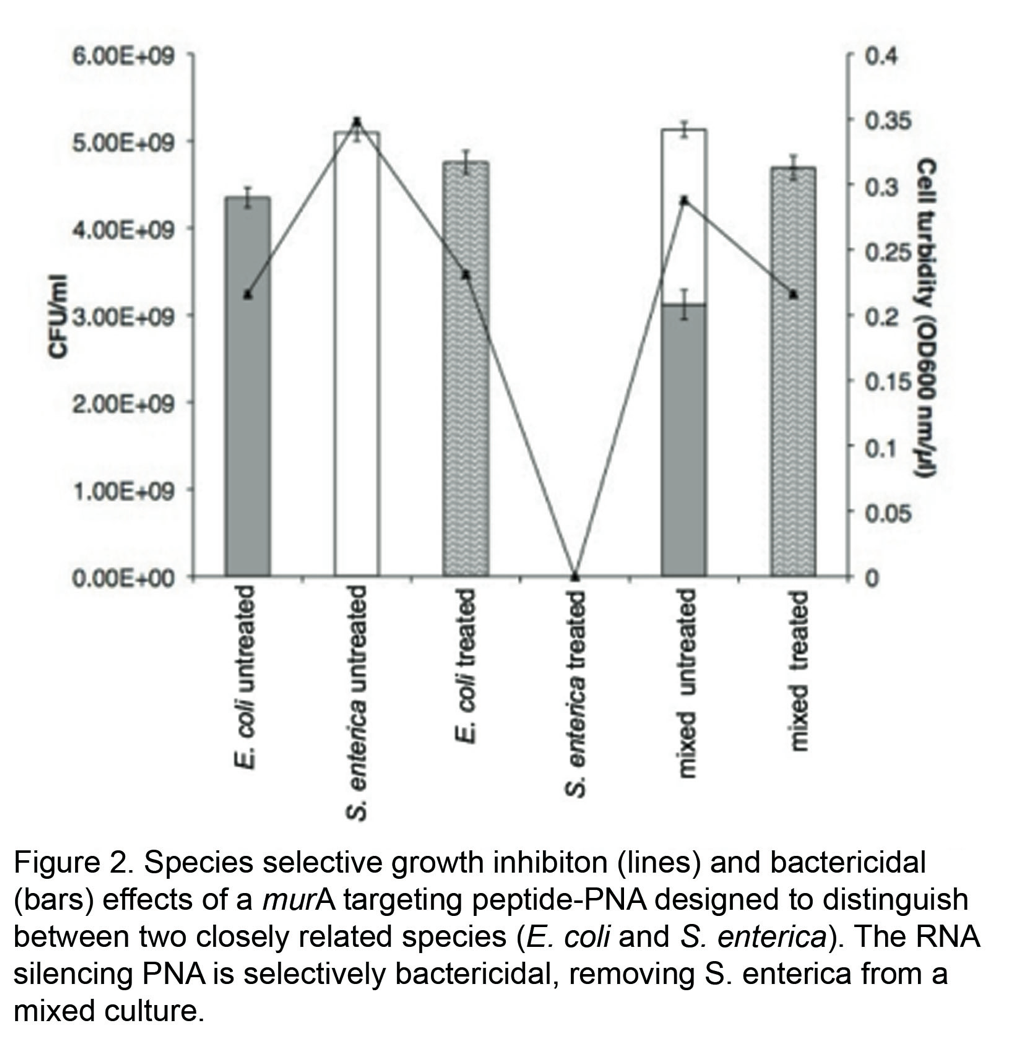 6.00E+09
5.00E+09
4.00E+09
3.00E+09
2.00E+09
1.00E+09
0.00E+00
CFU/ml
0.4
0.35
0.3
0.25
0.2
0.15
0.1
0.05
0
Cell turbidity (OD600 nm/µl)
E. coli untreated
S. enterica untreated
E. coli treated
S. enterica treated
mixed untreated
mixed treated
Figure 2. Species selective growth inhibiton (lines) and bactericidal
(bars) effects of a murA targeting peptide-PNA designed to distinguish
between two closely related species (E. coli and S. enterica). The RNA
silencing PNA is selectively bactericidal, removing S. enterica from a
mixed culture.